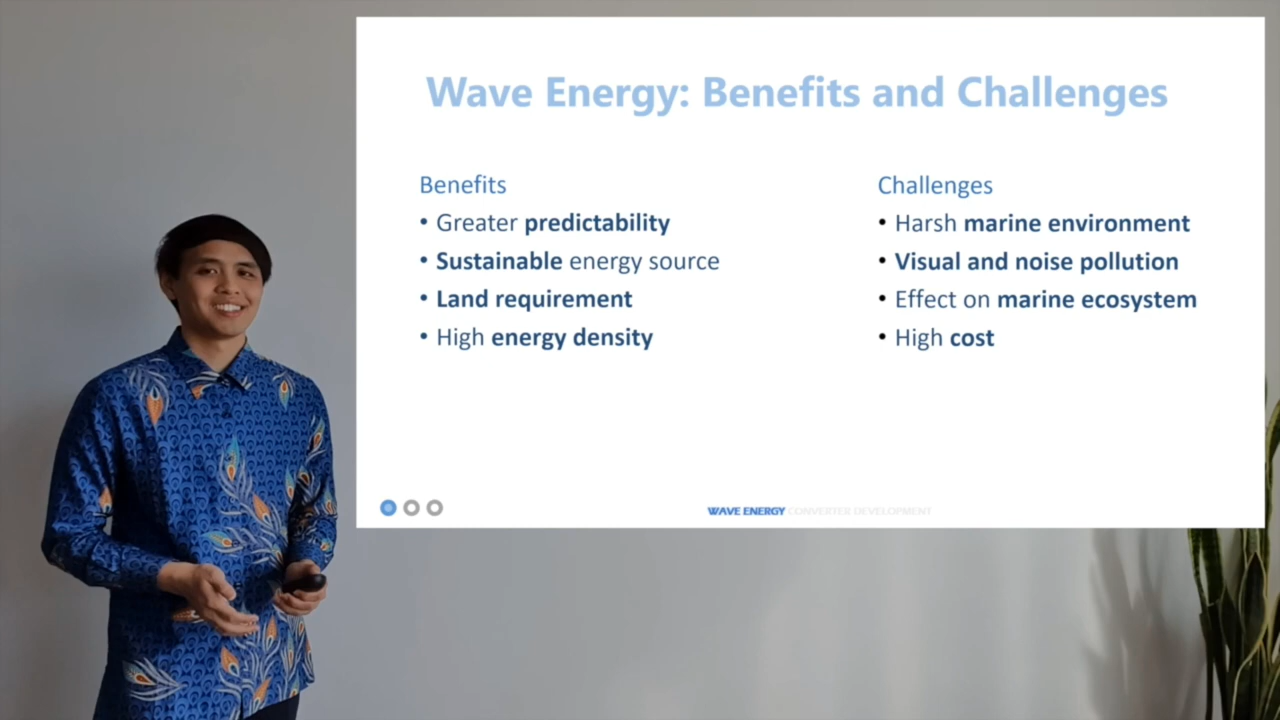 Wave Energy: Benefits and Challenges
Benefits
• Greater predictability
• Sustainable energy source
• Land requirement
• High energy density
Challenges
• Harsh marine environment
• Visual and noise pollution
• Effect on marine ecosystem
• High cost
WAVE ENERGY CONVERTER DEVELOPMENT